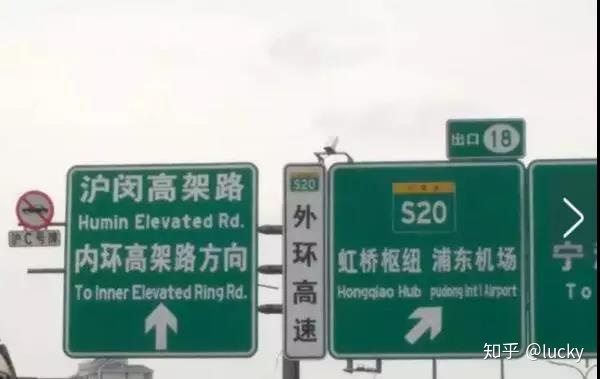 沪闵高架路
Humin Elevated Rd.
内环高架路方向
To Inner Elevated Ring Rd.
沪C号牌
S20
外环高速
出口 18
S20
虹桥枢纽 浦东机场
Hongqiao Hub pudong Int'l Airport
宁
To
知乎 @lucky